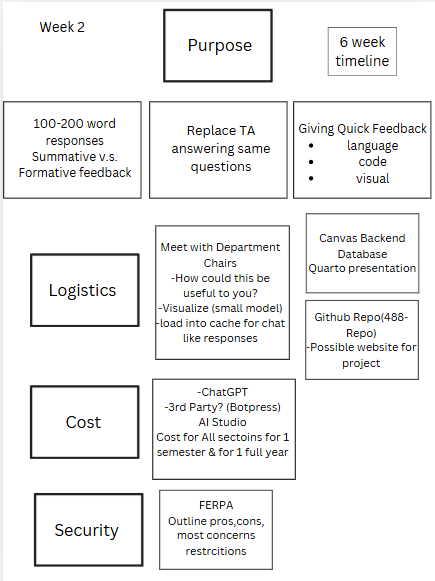 Week 2
Purpose
6 week
timeline
100-200 word
responses
Summative v.s.
Formative feedback
Replace TA
answering same
questions
Giving Quick Feedback
• language
• code
• visual
Logistics
Meet with Department
Chairs
-How could this be
useful to you?
-Visualize (small model)
-load into cache for chat
like responses
Canvas Backend
Database
Quarto presentation
Github Repo(488-
Repo)
-Possible website for
project
Cost
-ChatGPT
-3rd Party? (Botpress)
AI Studio
Cost for All sectoins for 1
semester & for 1 full year
Security
FERPA
Outline pros,cons,
most concerns
restrcitions